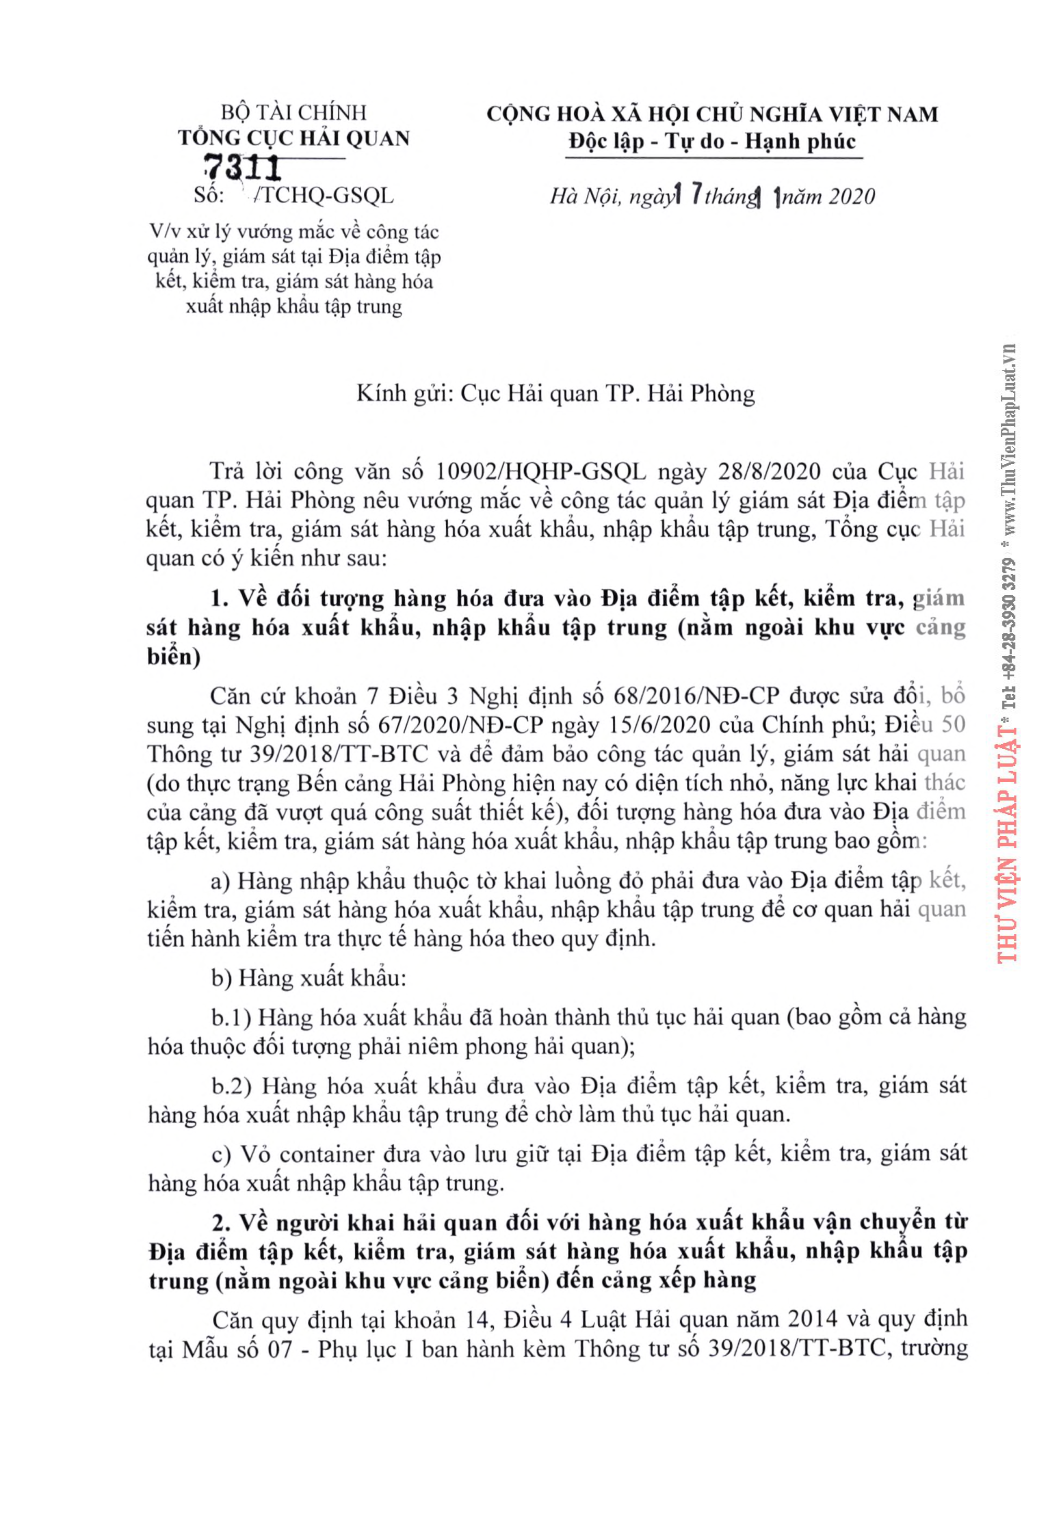 BỘ TÀI CHÍNH
TỔNG CỤC HẢI QUAN
7311
Số: /TCHQ-GSQL
V/v xử lý vướng mắc về công tác
quản lý, giám sát tại Địa điểm tập
kết, kiểm tra, giám sát hàng hóa
xuất nhập khẩu tập trung
CỘNG HOÀ XÃ HỘI CHỦ NGHĨA VIỆT NAM
Độc lập - Tự do - Hạnh phúc
Hà Nội, ngày 17 tháng 11 năm 2020
Kính gửi: Cục Hải quan TP. Hải Phòng
Trả lời công văn số 10902/HQHP-GSQL ngày 28/8/2020 của Cục Hải
quan TP. Hải Phòng nêu vướng mắc về công tác quản lý giám sát Địa điểm tập
kết, kiểm tra, giám sát hàng hóa xuất khẩu, nhập khẩu tập trung, Tổng cục Hải
quan có ý kiến như sau:
1. Về đối tượng hàng hóa đưa vào Địa điểm tập kết, kiểm tra, giám
sát hàng hóa xuất khẩu, nhập khẩu tập trung (nằm ngoài khu vực cảng
biển)
Căn cứ khoản 7 Điều 3 Nghị định số 68/2016/NĐ-CP được sửa đổi, bổ
sung tại Nghị định số 67/2020/NĐ-CP ngày 15/6/2020 của Chính phủ; Điều 50
Thông tư 39/2018/TT-BTC và để đảm bảo công tác quản lý, giám sát hải quan
(do thực trạng Bến cảng Hải Phòng hiện nay có diện tích nhỏ, năng lực khai thác
của cảng đã vượt quá công suất thiết kế), đối tượng hàng hóa đưa vào Địa điểm
tập kết, kiểm tra, giám sát hàng hóa xuất khẩu, nhập khẩu tập trung bao gồm:
a) Hàng nhập khẩu thuộc tờ khai luồng đỏ phải đưa vào Địa điểm tập kết,
kiểm tra, giám sát hàng hóa xuất khẩu, nhập khẩu tập trung để cơ quan hải quan
tiến hành kiểm tra thực tế hàng hóa theo quy định.
b) Hàng xuất khẩu:
b.1) Hàng hóa xuất khẩu đã hoàn thành thủ tục hải quan (bao gồm cả hàng
hóa thuộc đối tượng phải niêm phong hải quan);
b.2) Hàng hóa xuất khẩu đưa vào Địa điểm tập kết, kiểm tra, giám sát
hàng hóa xuất nhập khẩu tập trung để chờ làm thủ tục hải quan.
c) Vỏ container đưa vào lưu giữ tại Địa điểm tập kết, kiểm tra, giám sát
hàng hóa xuất nhập khẩu tập trung.
2. Về người khai hải quan đối với hàng hóa xuất khẩu vận chuyển từ
Địa điểm tập kết, kiểm tra, giám sát hàng hóa xuất khẩu, nhập khẩu tập
trung (nằm ngoài khu vực cảng biển) đến cảng xếp hàng
Căn quy định tại khoản 14, Điều 4 Luật Hải quan năm 2014 và quy định
tại Mẫu số 07 - Phụ lục I ban hành kèm Thông tư số 39/2018/TT-BTC, trường
THƯ VIỆN PHÁP LUẬT * Tel: +84-28-3930 3279 * www.ThuVienPhapLuat.vn